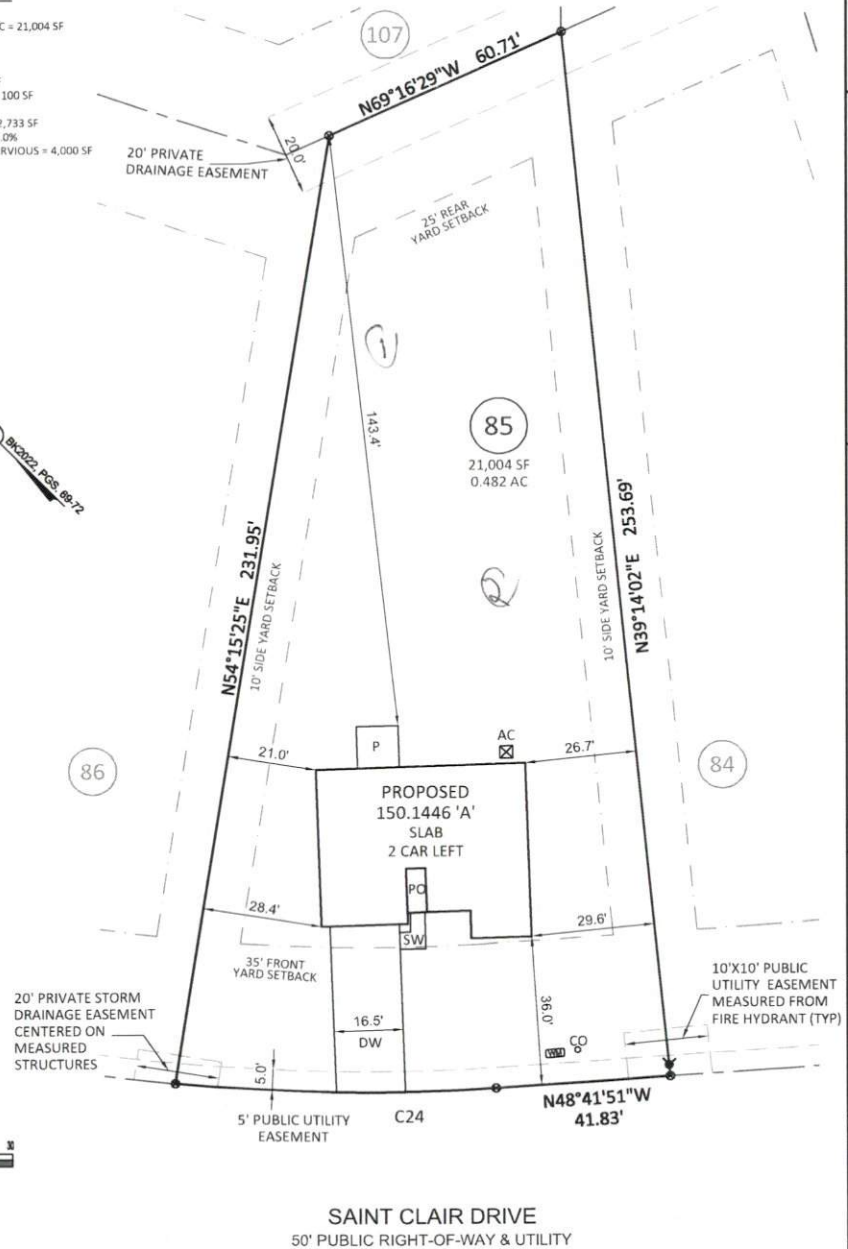 C = 21,004 SF
100 SF
2,733 SF
.0%
RVIOUS = 4,000 SF
107
N69°16'29"W 60.71'
20.0'
20' PRIVATE
DRAINAGE EASEMENT
25' REAR
YARD SETBACK
1
143.4'
85
21,004 SF
0.482 AC
BK2022, PGS. 69-72
N54°15'25"E 231.95'
10' SIDE YARD SETBACK
2
10' SIDE YARD SETBACK
N39°14'02"E 253.69'
86
84
21.0'
P
AC
26.7'
PROPOSED
150.1446 'A'
SLAB
2 CAR LEFT
PO
28.4'
SW
29.6'
35' FRONT
YARD SETBACK
20' PRIVATE STORM
DRAINAGE EASEMENT
CENTERED ON
MEASURED
STRUCTURES
10'X10' PUBLIC
UTILITY EASEMENT
MEASURED FROM
FIRE HYDRANT (TYP)
16.5'
DW
36.0'
WM
CO
5.0'
5' PUBLIC UTILITY
EASEMENT
C24
N48°41'51"W
41.83'
30
SAINT CLAIR DRIVE
50' PUBLIC RIGHT-OF-WAY & UTILITY